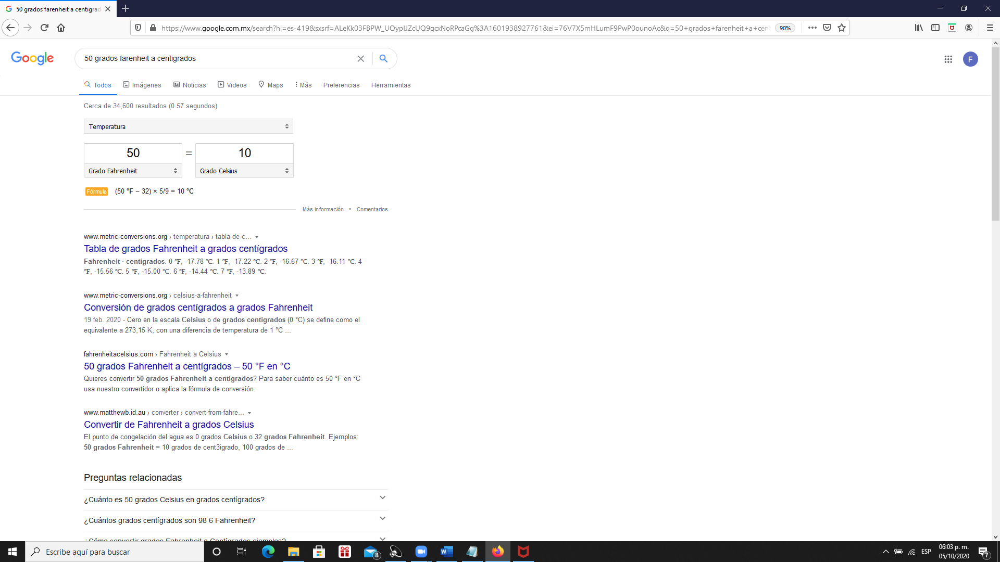 50 grados farenheit a centigrad
https://www.google.com.mx/search?hl=es-419&sxsrf=ALeKk03FBPW_UQypIJZcUQ9gcxNoRPcaGg%3A1601938927761&ei=76V7X5mHLumF9PwP0ounoAc&q=50+grados+farenheit+a+cent
90%
Google
50 grados farenheit a centigrados
F
Todos
Imágenes
Noticias
Videos
Maps
Más
Preferencias
Herramientas
Cerca de 34,600 resultados (0.57 segundos)
Temperatura
50 = 10
Grado Fahrenheit
Grado Celsius
Fórmula (50 °F − 32) × 5/9 = 10 °C
Más información • Comentarios
www.metric-conversions.org › temperatura › tabla-de-c...
Tabla de grados Fahrenheit a grados centígrados
Fahrenheit · centígrados. 0 °F, -17.78 °C. 1 °F, -17.22 °C. 2 °F, -16.67 °C. 3 °F, -16.11 °C. 4
°F, -15.56 °C. 5 °F, -15.00 °C. 6 °F, -14.44 °C. 7 °F, -13.89 °C.
www.metric-conversions.org › celsius-a-fahrenheit
Conversión de grados centígrados a grados Fahrenheit
19 feb. 2020 - Cero en la escala Celsius o de grados centígrados (0 °C) se define como el
equivalente a 273,15 K, con una diferencia de temperatura de 1 °C ...
fahrenheitacelsius.com › Fahrenheit a Celsius
50 grados Fahrenheit a centígrados – 50 °F en °C
Quieres convertir 50 grados Fahrenheit a centígrados? Para saber cuánto es 50 °F en °C
usa nuestro convertidor o aplica la fórmula de conversión.
www.matthewb.id.au › converter › convert-from-fahre...
Convertir de Fahrenheit a grados Celsius
El punto de congelación del agua es 0 grados Celsius o 32 grados Fahrenheit. Ejemplos:
50 grados Fahrenheit = 10 grados de cent3igrado, 100 grados de ...
Preguntas relacionadas
¿Cuánto es 50 grados Celsius en grados centígrados?
¿Cuántos grados centígrados son 98 6 Fahrenheit?
¿Cómo convertir grados Fahrenheit a Centígrados ejemplos?
Escribe aquí para buscar
8
W
ESP
06:03 p. m.
05/10/2020
7